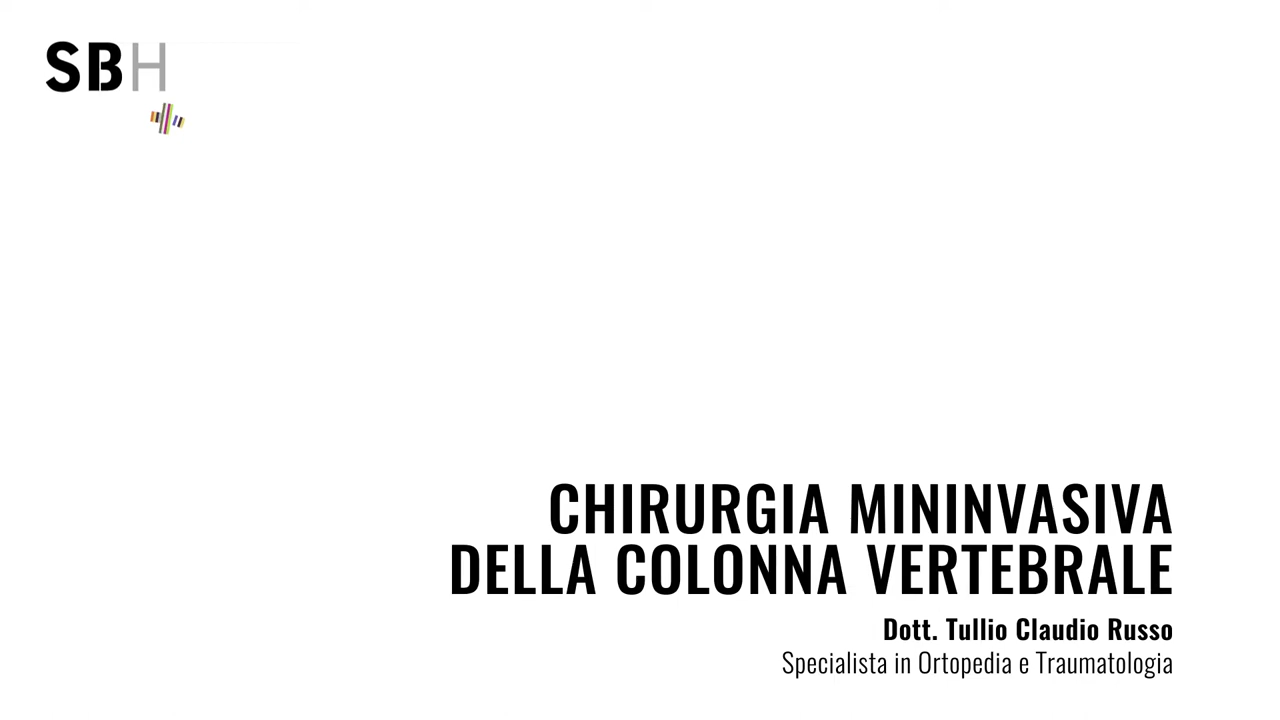 SBH
CHIRURGIA MININVASIVA
DELLA COLONNA VERTEBRALE
Dott. Tullio Claudio Russo
Specialista in Ortopedia e Traumatologia